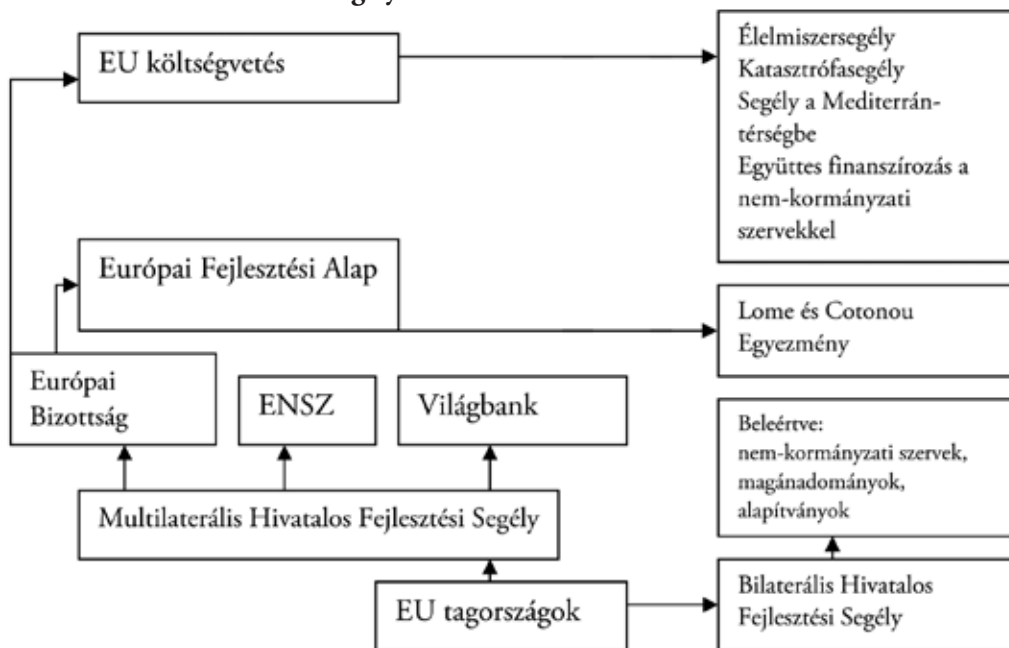 EU költségvetés
Élelmiszersegély
Katasztrófasegély
Segély a Mediterrán-
térségbe
Együttes finanszírozás a
nem-kormányzati
szervekkel
Európai Fejlesztési Alap
Lome és Cotonou
Egyezmény
Európai
Bizottság
ENSZ
Világbank
Beleértve:
nem-kormányzati szervek,
magánadományok,
alapítványok
Multilaterális Hivatalos Fejlesztési Segély
EU tagországok
Bilaterális Hivatalos
Fejlesztési Segély